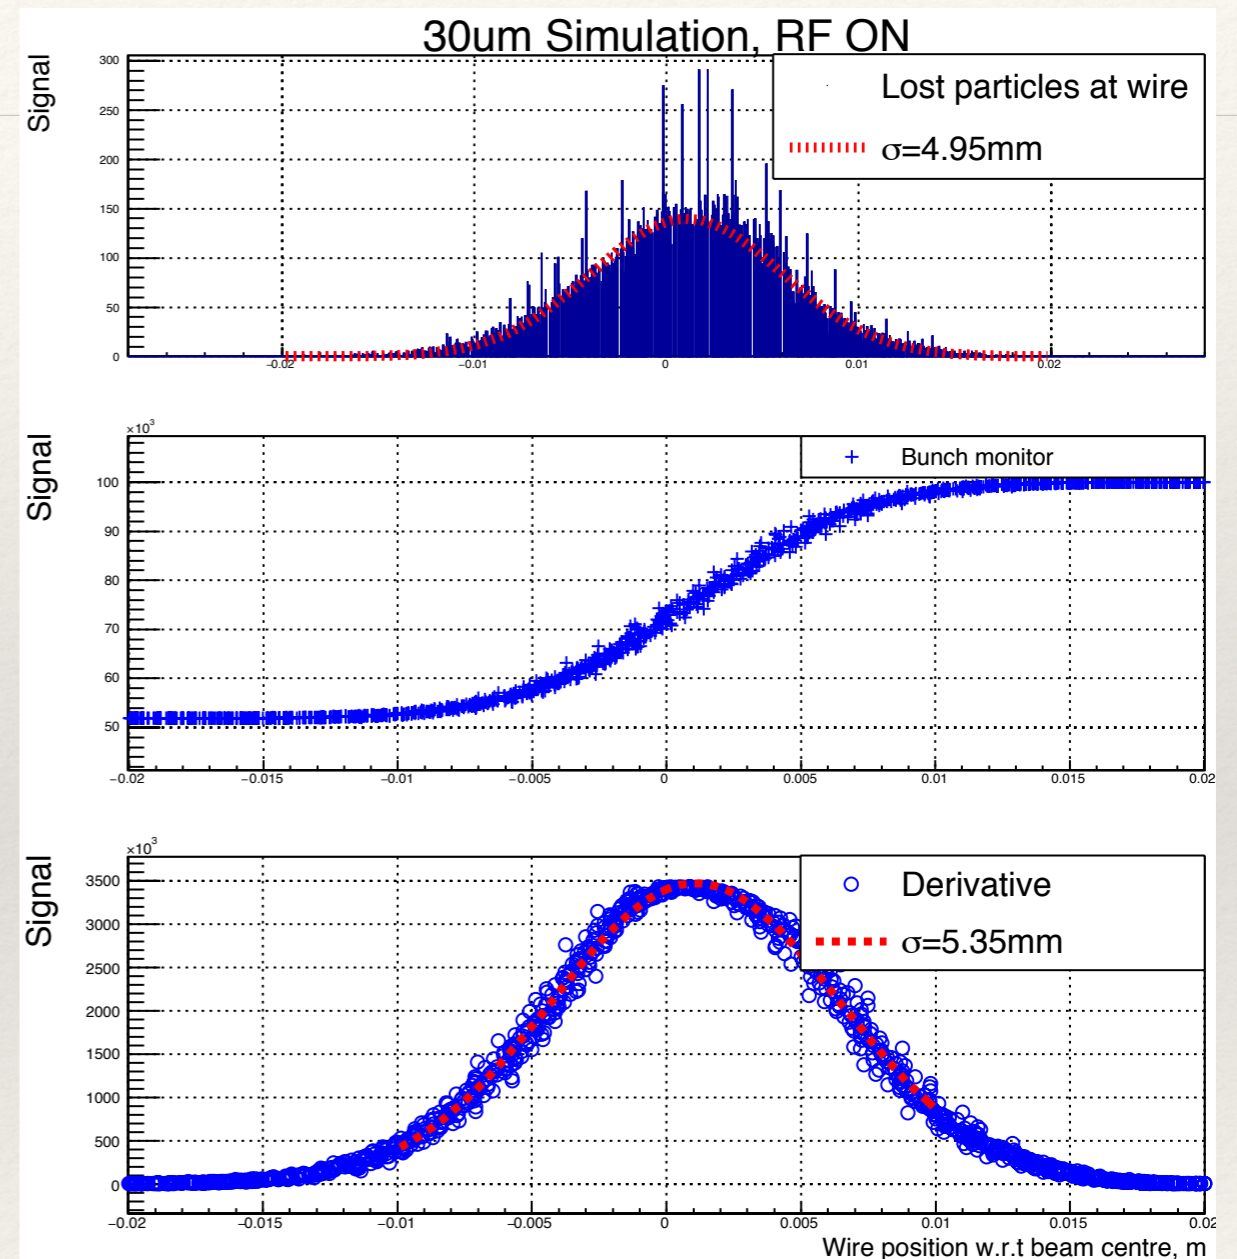 30um Simulation, RF ON
Signal
300
250
200
150
100
50
0
−0.02 −0.01 0 0.01 0.02
Lost particles at wire
σ=4.95mm
Signal
×10³
100
90
80
70
60
50
−0.02 −0.015 −0.01 −0.005 0 0.005 0.01 0.015 0.02
Bunch monitor
Signal
×10³
3500
3000
2500
2000
1500
1000
500
0
−0.02 −0.015 −0.01 −0.005 0 0.005 0.01 0.015 0.02
Derivative
σ=5.35mm
Wire position w.r.t beam centre, m